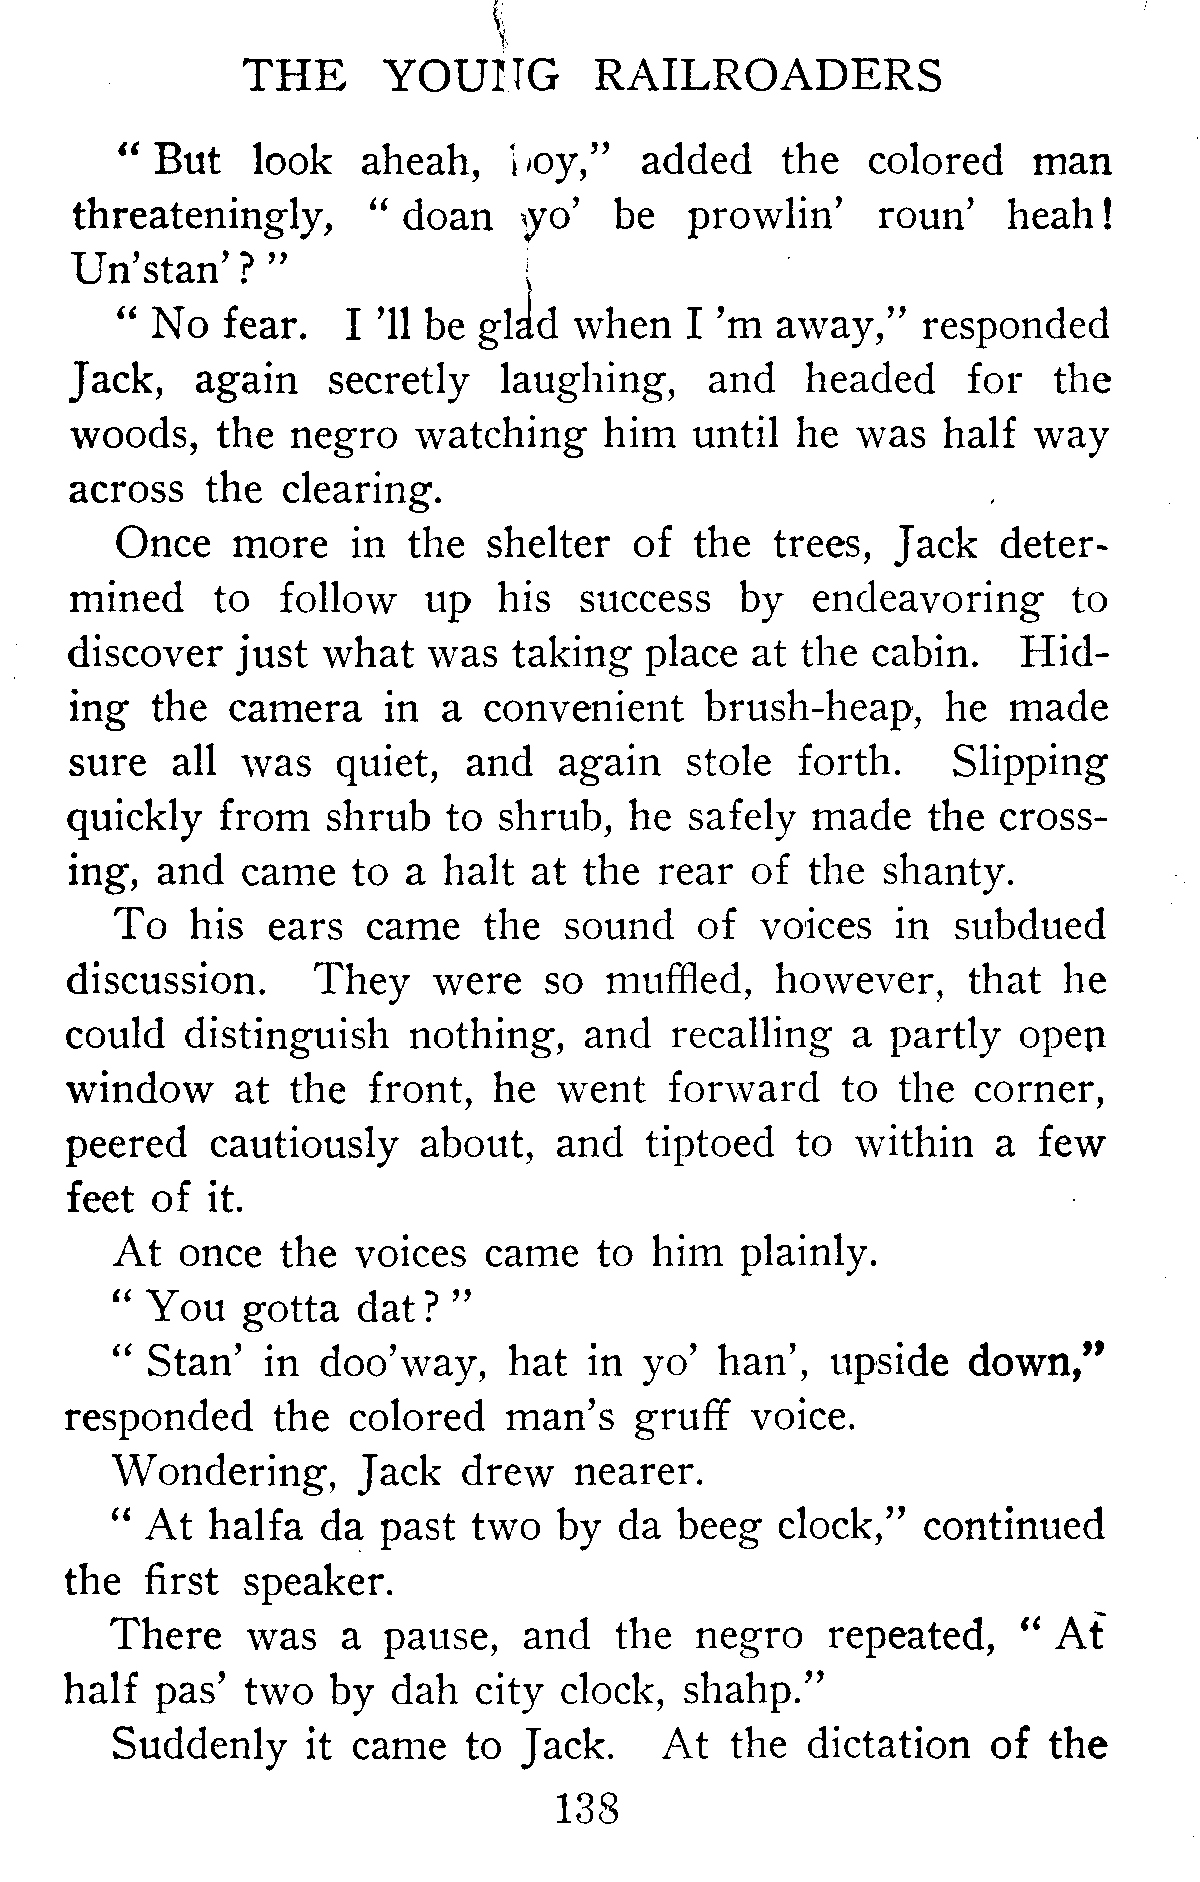 THE YOUNG RAILROADERS
“ But look aheah, boy,” added the colored man
threateningly, “ doan yo’ be prowlin’ roun’ heah!
Un’stan’? ”
“ No fear. I ’ll be glad when I ’m away,” responded
Jack, again secretly laughing, and headed for the
woods, the negro watching him until he was half way
across the clearing.
Once more in the shelter of the trees, Jack deter-
mined to follow up his success by endeavoring to
discover just what was taking place at the cabin. Hid-
ing the camera in a convenient brush-heap, he made
sure all was quiet, and again stole forth. Slipping
quickly from shrub to shrub, he safely made the cross-
ing, and came to a halt at the rear of the shanty.
To his ears came the sound of voices in subdued
discussion. They were so muffled, however, that he
could distinguish nothing, and recalling a partly open
window at the front, he went forward to the corner,
peered cautiously about, and tiptoed to within a few
feet of it.
At once the voices came to him plainly.
“ You gotta dat? ”
“ Stan’ in doo’way, hat in yo’ han’, upside down,”
responded the colored man’s gruff voice.
Wondering, Jack drew nearer.
“ At halfa da past two by da beeg clock,” continued
the first speaker.
There was a pause, and the negro repeated, “ At
half pas’ two by dah city clock, shahp.”
Suddenly it came to Jack. At the dictation of the
138